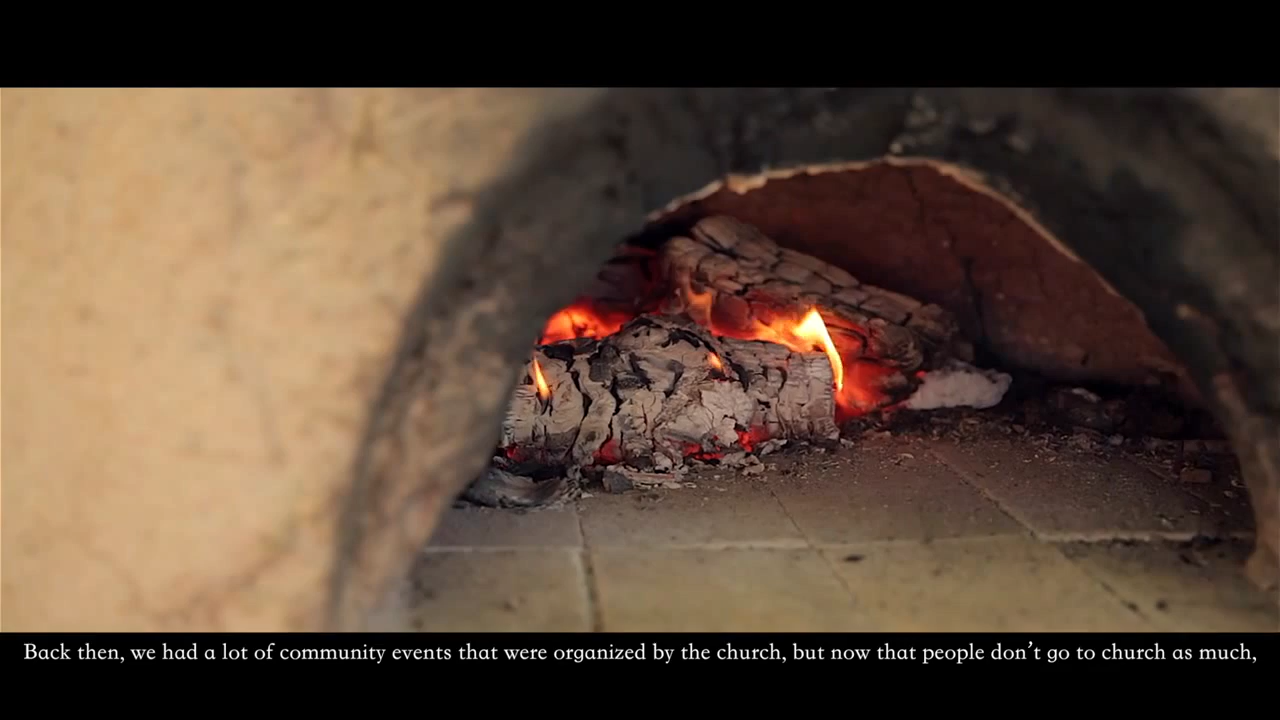 Back then, we had a lot of community events that were organized by the church, but now that people don't go to church as much,